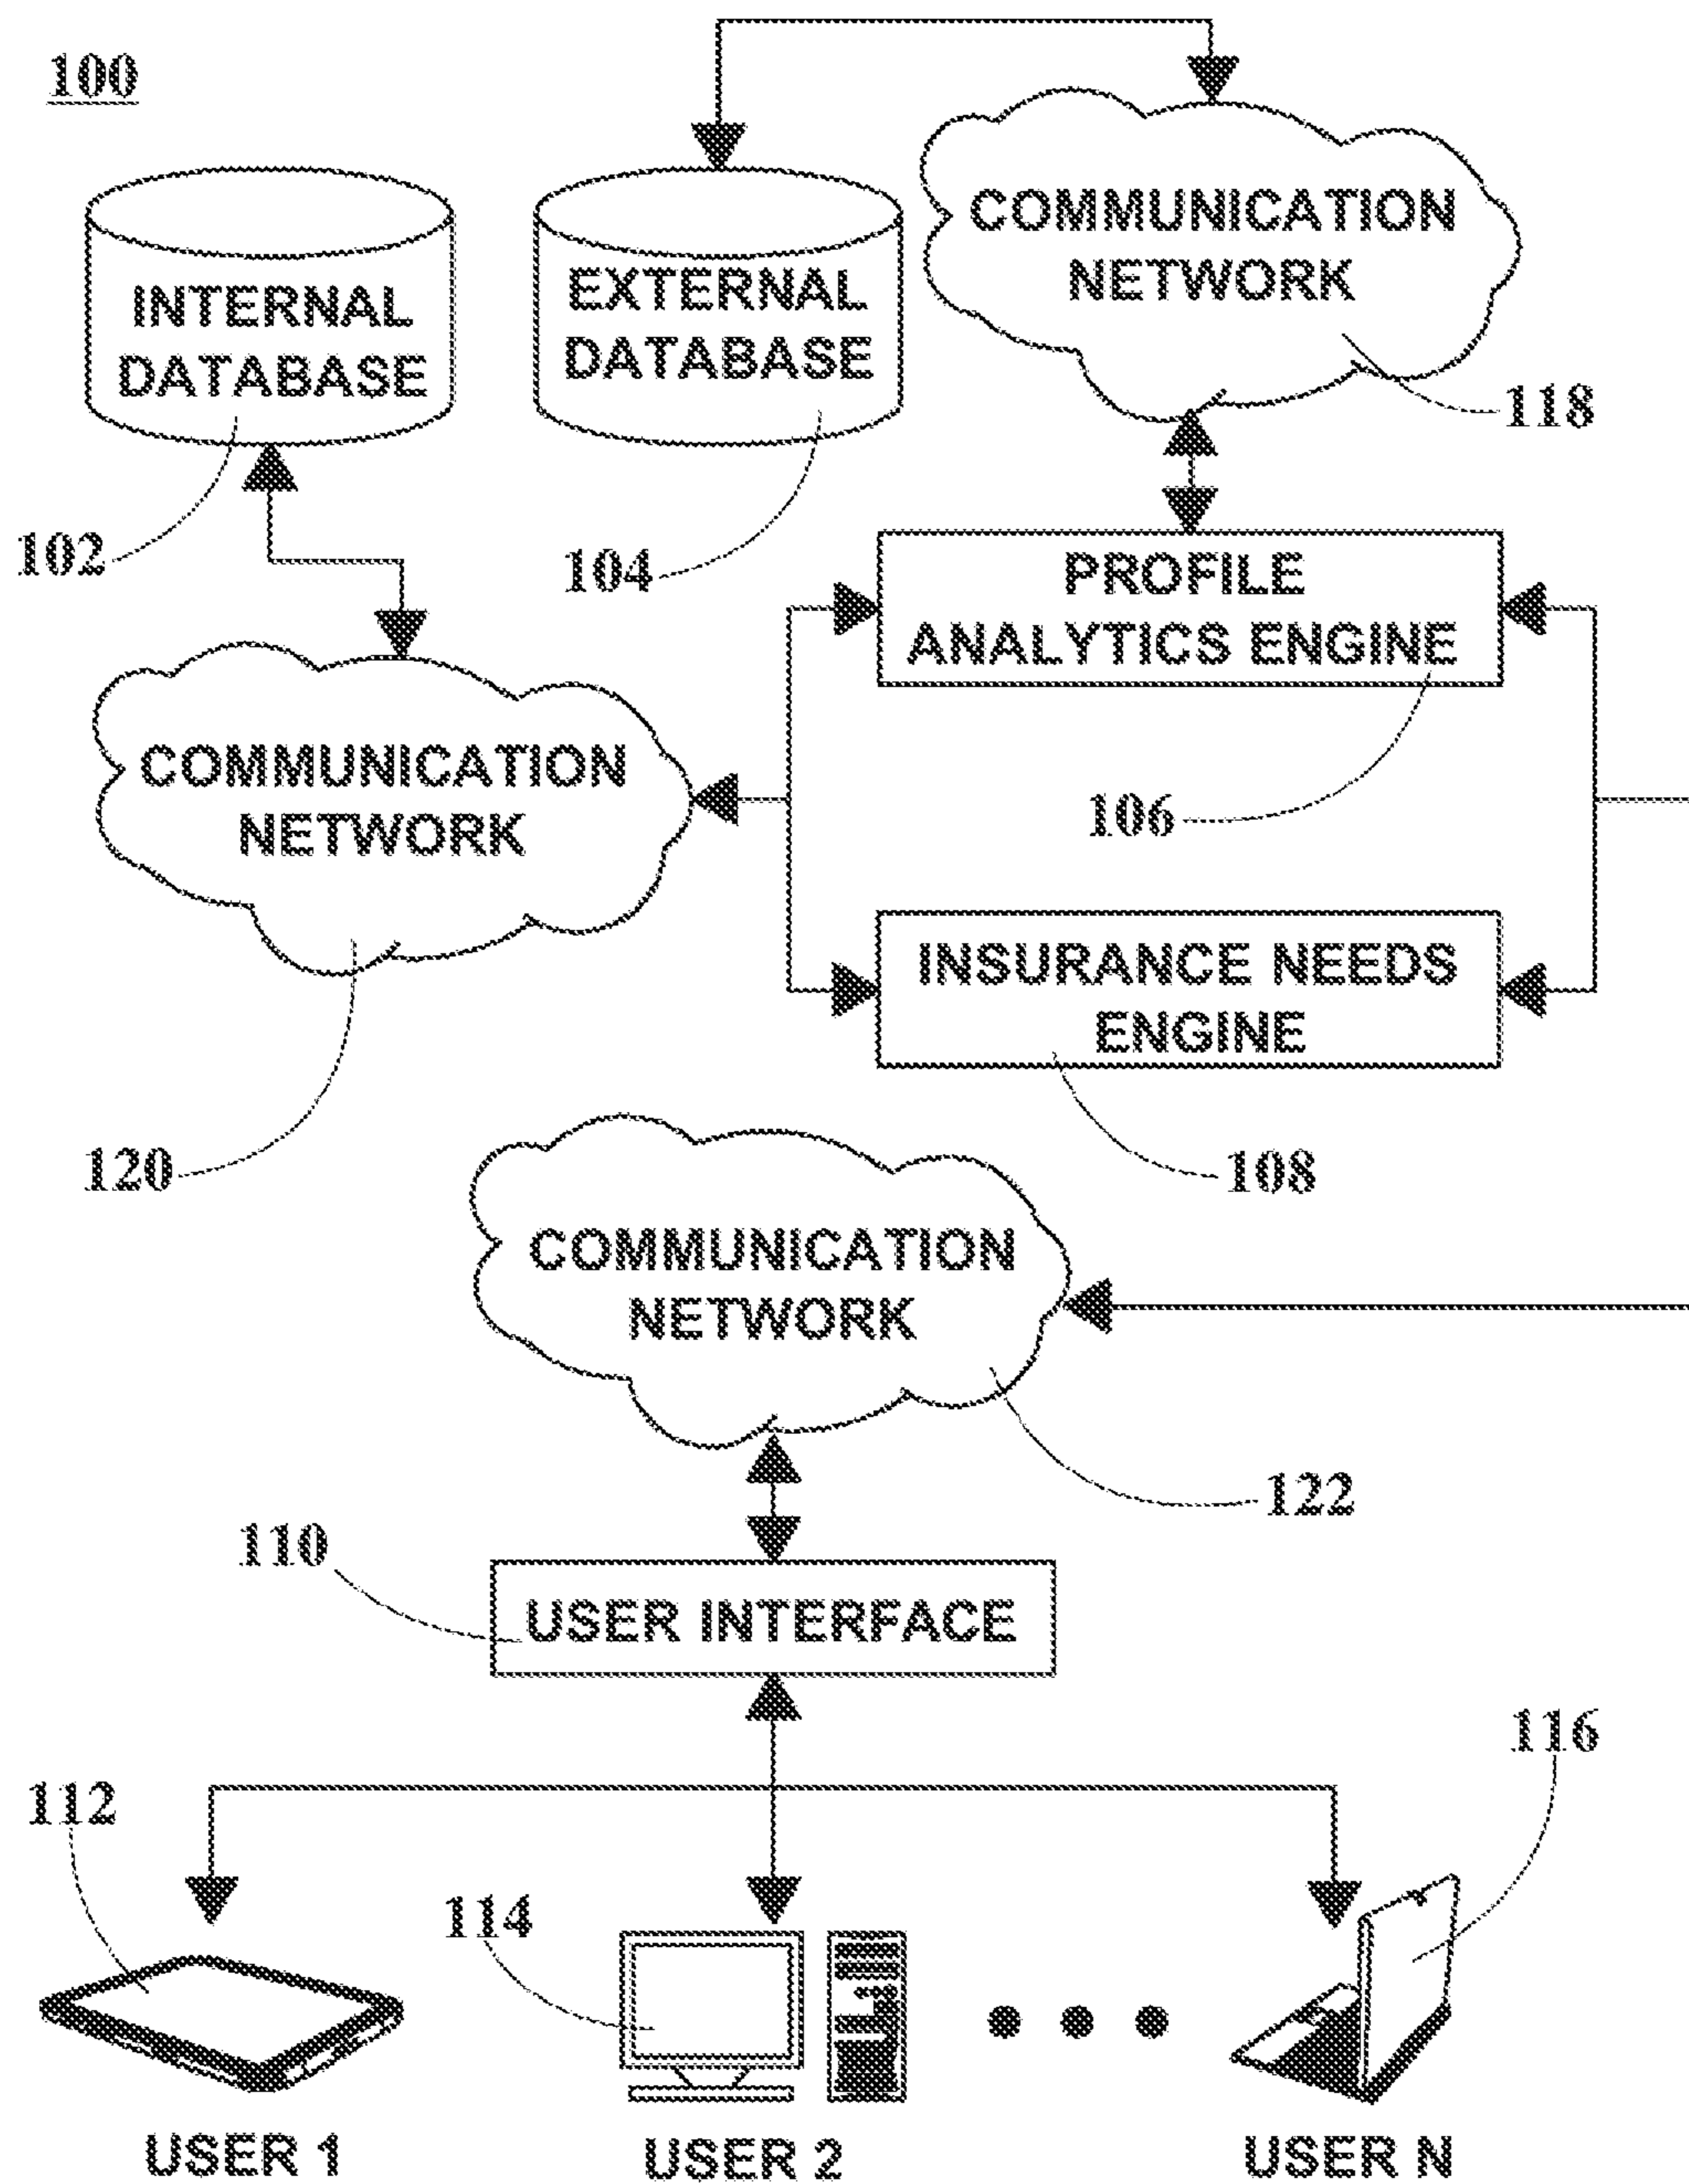 100
COMMUNICATION
NETWORK
INTERNAL
DATABASE
EXTERNAL
DATABASE
118
102
104
PROFILE
ANALYTICS ENGINE
COMMUNICATION
NETWORK
106
INSURANCE NEEDS
ENGINE
120
108
COMMUNICATION
NETWORK
122
110
USER INTERFACE
116
112
114
USER 1
USER 2
USER N